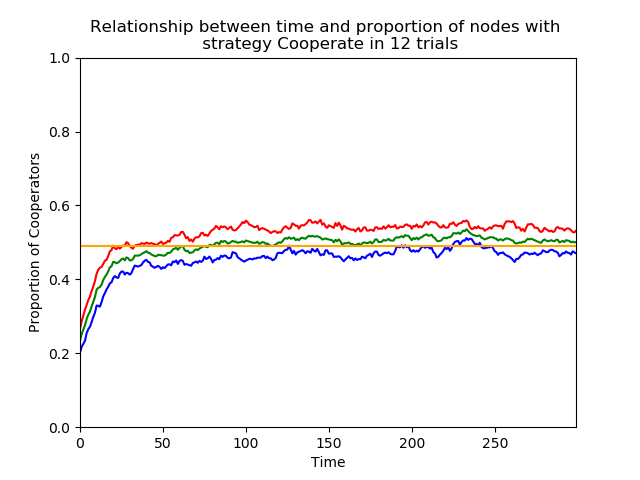 Relationship between time and proportion of nodes with
strategy Cooperate in 12 trials
1.0
0.8
0.6
0.4
0.2
0.0
Proportion of Cooperators
0 50 100 150 200 250
Time